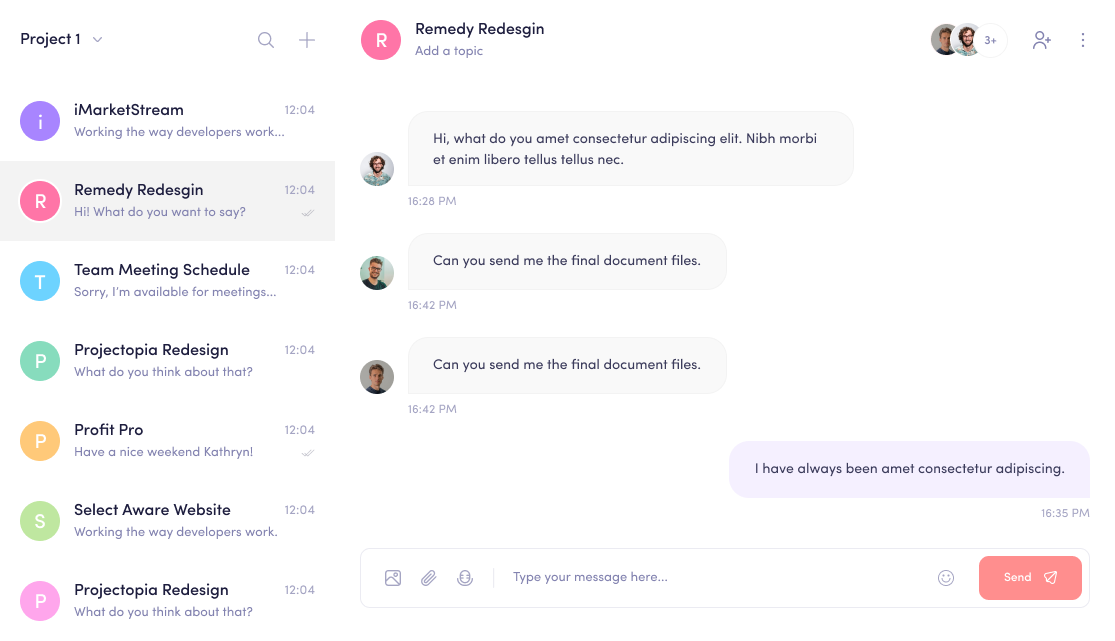 Project 1
i
iMarketStream
12:04
Working the way developers work...
R
Remedy Redesgin
12:04
Hi! What do you want to say?
T
Team Meeting Schedule
12:04
Sorry, I'm available for meetings...
P
Projectopia Redesign
12:04
What do you think about that?
P
Profit Pro
12:04
Have a nice weekend Kathryn!
S
Select Aware Website
12:04
Working the way developers work.
P
Projectopia Redesign
12:04
What do you think about that?
R
Remedy Redesgin
Add a topic
3+
Hi, what do you amet consectetur adipiscing elit. Nibh morbi
et enim libero tellus tellus nec.
16:28 PM
Can you send me the final document files.
16:42 PM
Can you send me the final document files.
16:42 PM
I have always been amet consectetur adipiscing.
16:35 PM
Type your message here...
Send